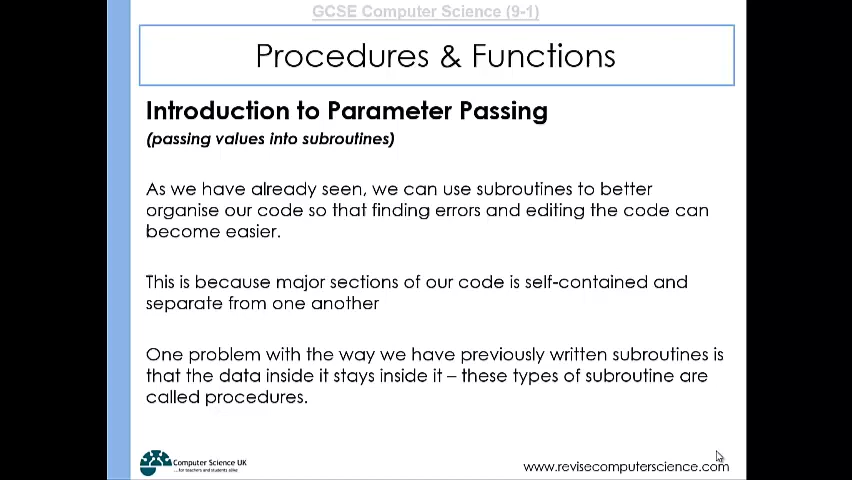 GCSE Computer Science (9-1)
Procedures & Functions
Introduction to Parameter Passing
(passing values into subroutines)
As we have already seen, we can use subroutines to better
organise our code so that finding errors and editing the code can
become easier.
This is because major sections of our code is self-contained and
separate from one another
One problem with the way we have previously written subroutines is
that the data inside it stays inside it – these types of subroutine are
called procedures.
Computer Science UK
...for teachers and students alike
www.revisecomputerscience.com